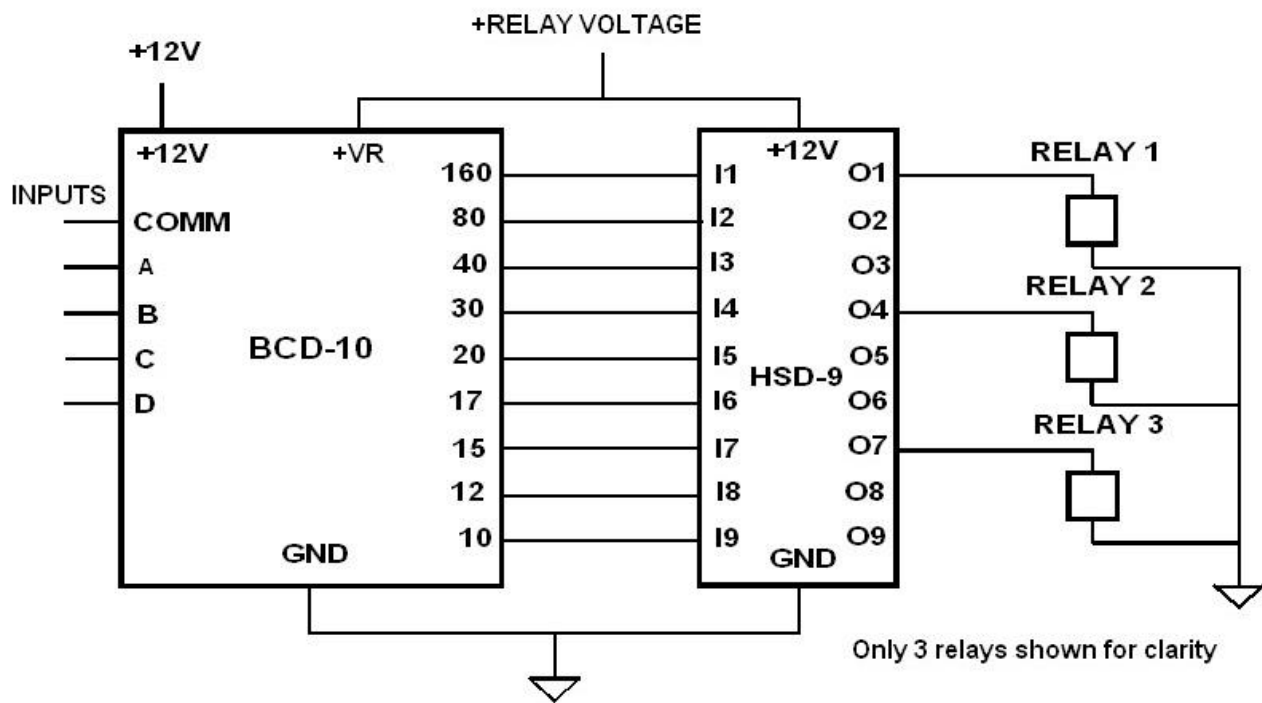 +RELAY VOLTAGE
+12V
+12V
+VR
INPUTS
COMM
A
B
C
D
BCD-10
GND
160
80
40
30
20
17
15
12
10
+12V
I1
I2
I3
I4
I5
I6
I7
I8
I9
HSD-9
GND
O1
O2
O3
O4
O5
O6
O7
O8
O9
RELAY 1
RELAY 2
RELAY 3
Only 3 relays shown for clarity